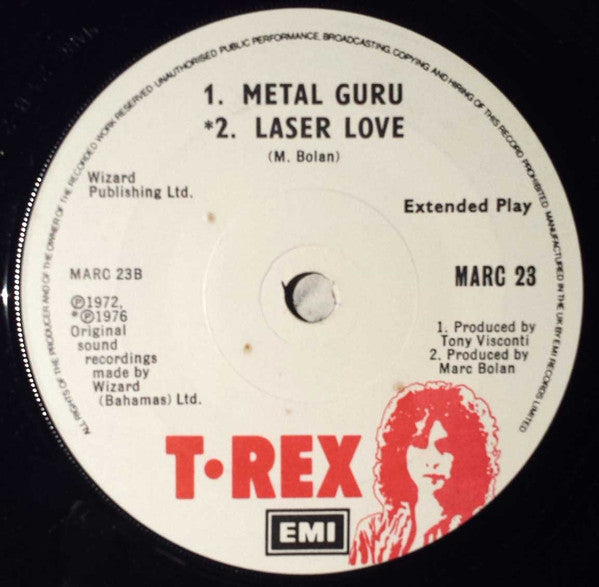 ALL RIGHTS OF THE PRODUCER AND OF THE OWNER OF THE RECORDED WORK RESERVED UNAUTHORISED PUBLIC PERFORMANCE, BROADCASTING, COPYING AND HIRING OF THIS RECORD PROHIBITED MANUFACTURED IN THE UK BY EMI RECORDS LIMITED
1. METAL GURU
*2. LASER LOVE
(M. Bolan)
Wizard
Publishing Ltd.
Extended Play
MARC 23B
MARC 23
℗1972,
*℗1976
Original
sound
recordings
made by
Wizard
(Bahamas) Ltd.
1. Produced by
Tony Visconti
2. Produced by
Marc Bolan
T•REX
EMI